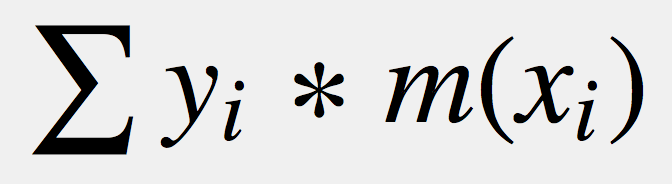 ∑ yᵢ * m(xᵢ)